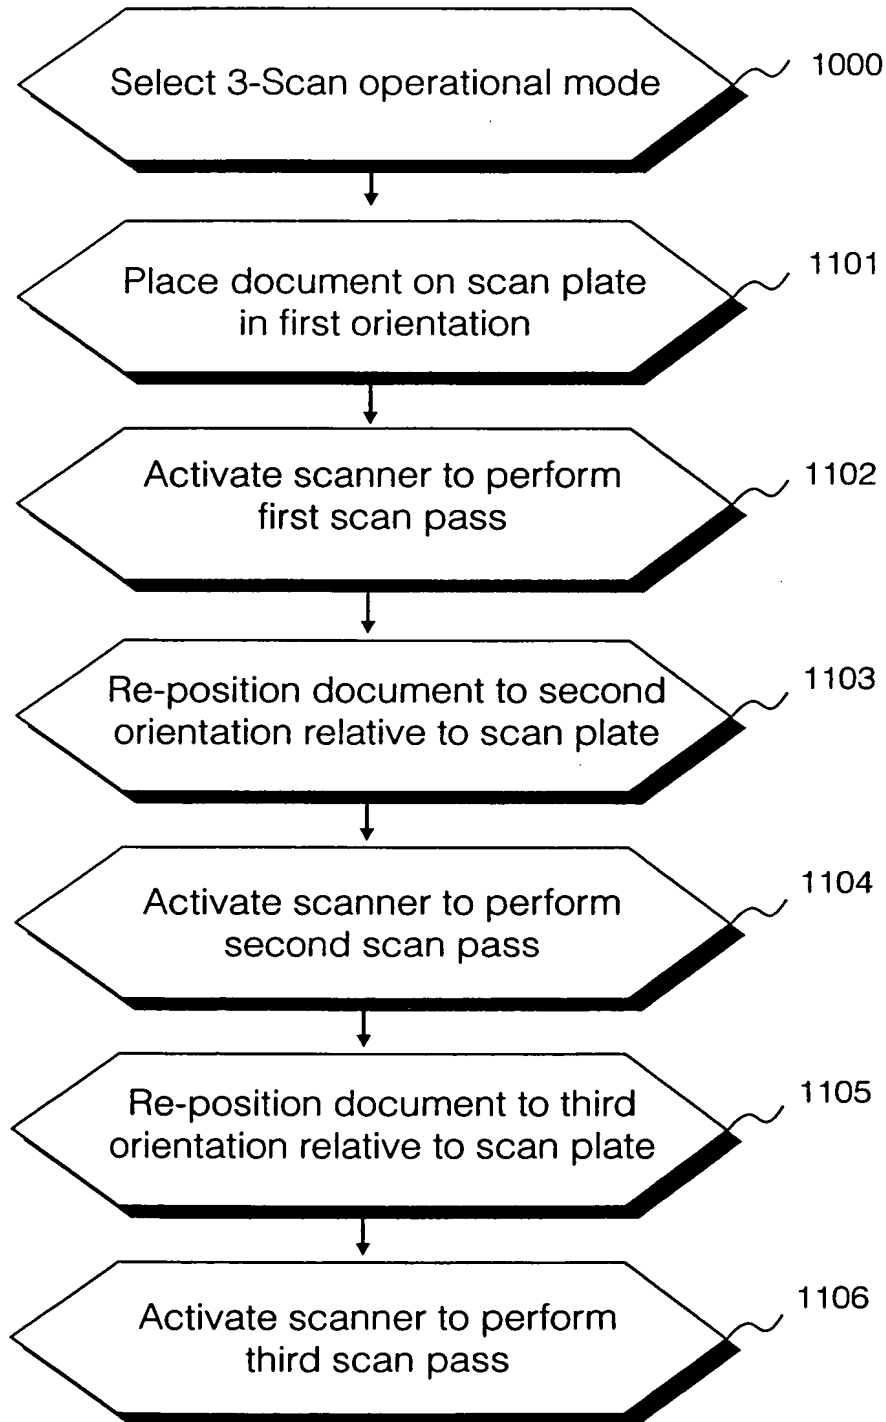 Select 3-Scan operational mode
1000
Place document on scan plate
in first orientation
1101
Activate scanner to perform
first scan pass
1102
Re-position document to second
orientation relative to scan plate
1103
Activate scanner to perform
second scan pass
1104
Re-position document to third
orientation relative to scan plate
1105
Activate scanner to perform
third scan pass
1106